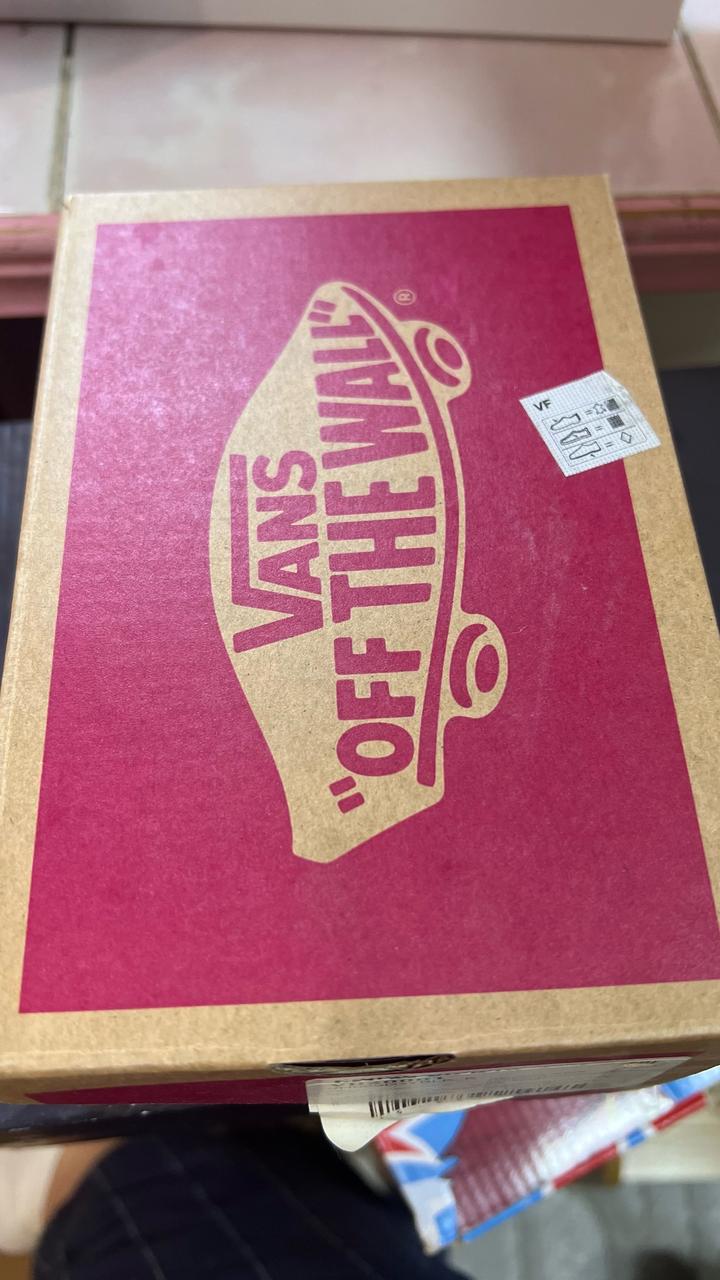 VANS
"OFF THE WALL"
®
VF